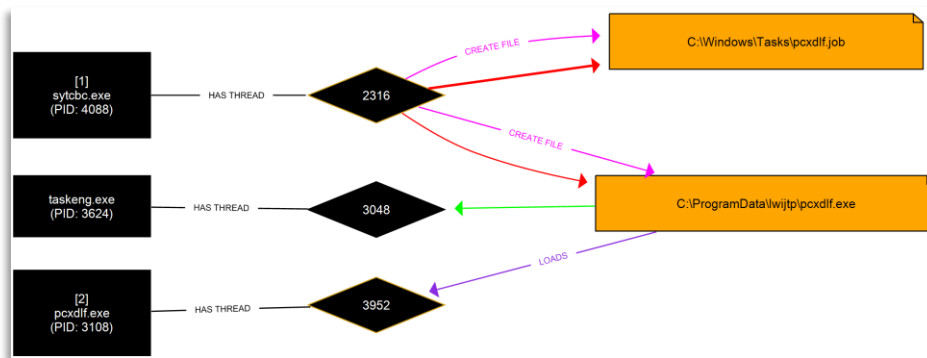 CREATE FILE
C:\Windows\Tasks\pcxdlf.job
[1]
sytcbc.exe
(PID: 4088)
HAS THREAD
2316
CREATE FILE
taskeng.exe
(PID: 3624)
HAS THREAD
3048
C:\ProgramData\lwijtp\pcxdlf.exe
LOADS
[2]
pcxdlf.exe
(PID: 3108)
HAS THREAD
3952